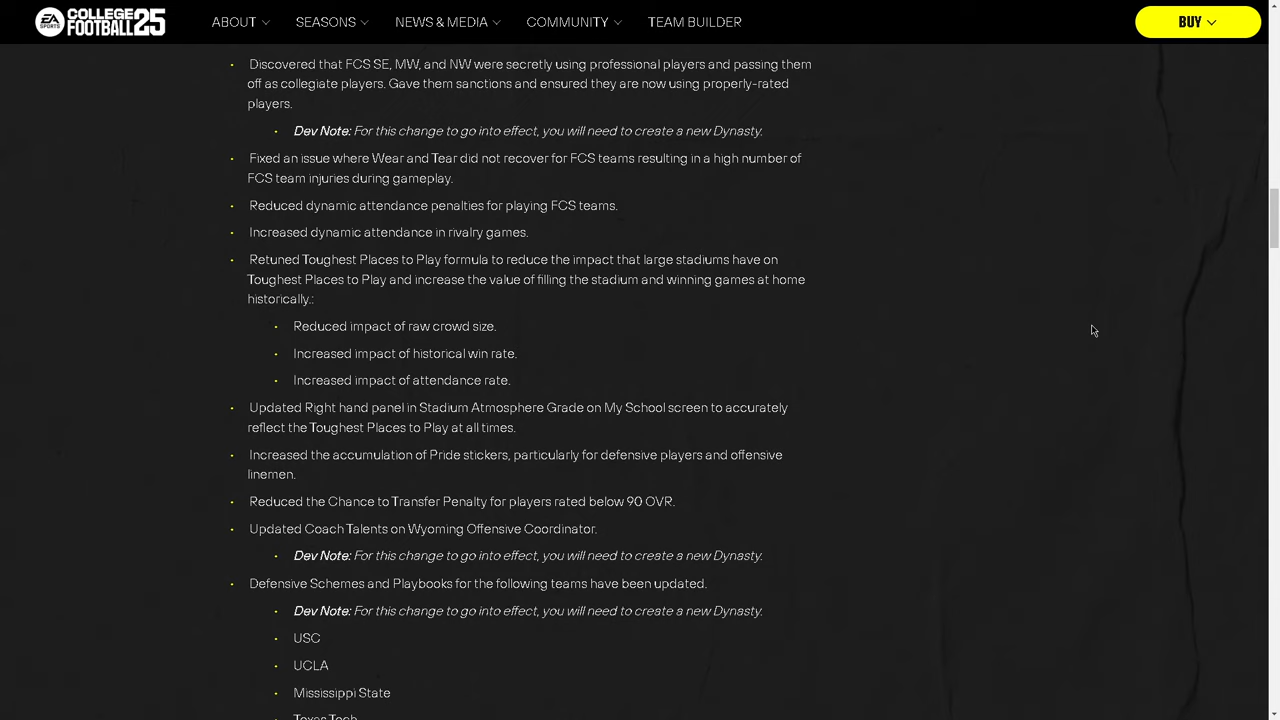 EA SPORTS COLLEGE FOOTBALL 25 ABOUT SEASONS NEWS & MEDIA COMMUNITY TEAM BUILDER BUY
• Discovered that FCS SE, MW, and NW were secretly using professional players and passing them
off as collegiate players. Gave them sanctions and ensured they are now using properly-rated
players.
• Dev Note: For this change to go into effect, you will need to create a new Dynasty.
• Fixed an issue where Wear and Tear did not recover for FCS teams resulting in a high number of
FCS team injuries during gameplay.
• Reduced dynamic attendance penalties for playing FCS teams.
• Increased dynamic attendance in rivalry games.
• Retuned Toughest Places to Play formula to reduce the impact that large stadiums have on
Toughest Places to Play and increase the value of filling the stadium and winning games at home
historically.:
• Reduced impact of raw crowd size.
• Increased impact of historical win rate.
• Increased impact of attendance rate.
• Updated Right hand panel in Stadium Atmosphere Grade on My School screen to accurately
reflect the Toughest Places to Play at all times.
• Increased the accumulation of Pride stickers, particularly for defensive players and offensive
linemen.
• Reduced the Chance to Transfer Penalty for players rated below 90 OVR.
• Updated Coach Talents on Wyoming Offensive Coordinator.
• Dev Note: For this change to go into effect, you will need to create a new Dynasty.
• Defensive Schemes and Playbooks for the following teams have been updated.
• Dev Note: For this change to go into effect, you will need to create a new Dynasty.
• USC
• UCLA
• Mississippi State
Texas Tech